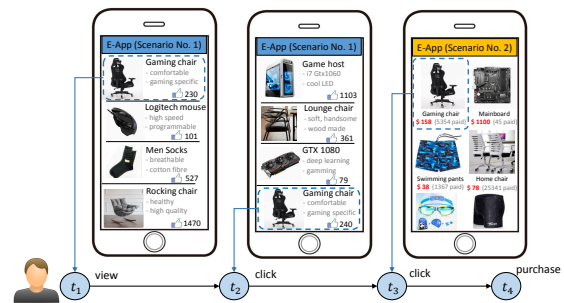 E-App (Scenario No. 1)
Gaming chair
- comfortable
- gaming specific
230
Logitech mouse
- high speed
- programmable
101
Men Socks
- breathable
- cotton fibre
527
Rocking chair
- healthy
- high quality
1470
E-App (Scenario No. 1)
Game host
- i7 Gtx1060
- cool LED
1103
Lounge chair
- soft, handsome
- wood made
361
GTX 1080
- deep learning
- gamming
79
Gaming chair
- comfortable
- gaming specific
240
E-App (Scenario No. 2)
Gaming chair
$ 158 (5354 paid)
Mainboard
$ 1100 (45 paid)
Swimming pants
$ 38 (1367 paid)
Home chair
$ 78 (25341 paid)
t1
view
t2
click
t3
click
t4
purchase